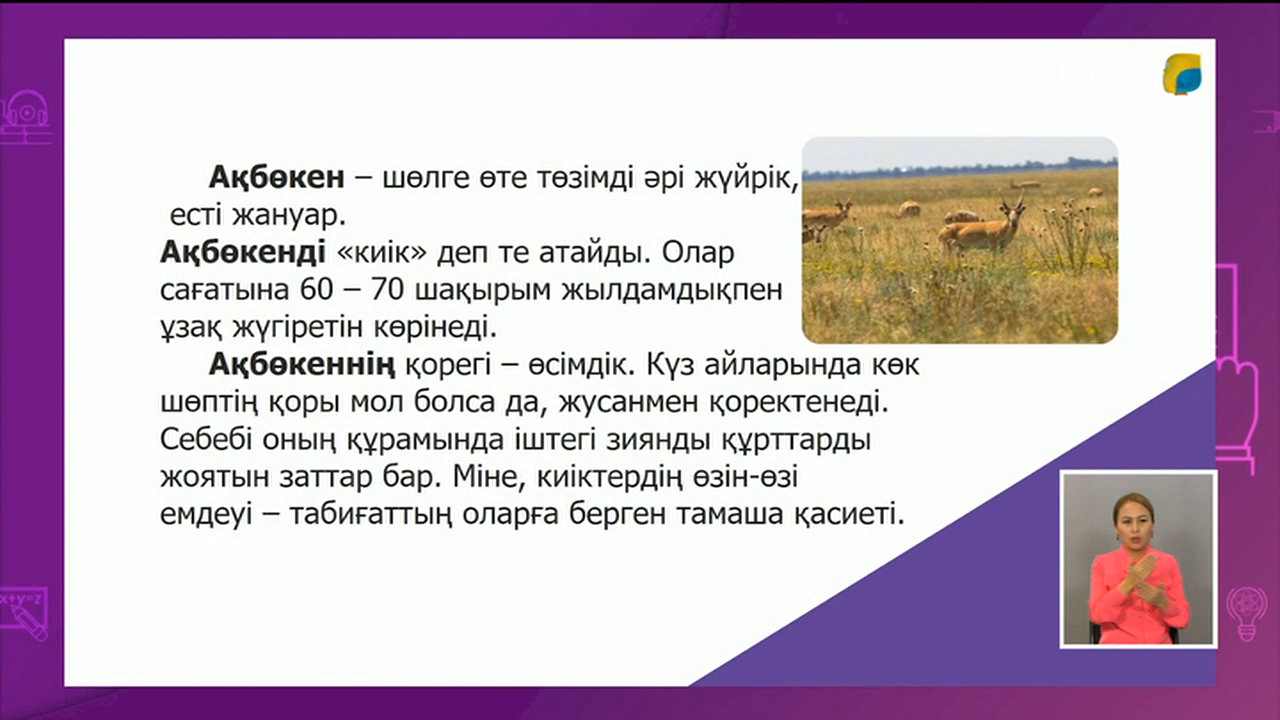 Ақбөкен – шөлге өте төзімді әрі жүйрік,
есті жануар.
Ақбөкенді «киік» деп те атайды. Олар
сағатына 60 – 70 шақырым жылдамдықпен
ұзақ жүгіретін көрінеді.
Ақбөкеннің қорегі – өсімдік. Күз айларында көк
шөптің қоры мол болса да, жусанмен қоректенеді.
Себебі оның құрамында іштегі зиянды құрттарды
жоятын заттар бар. Міне, киіктердің өзін-өзі
емдеуі – табиғаттың оларға берген тамаша қасиеті.
x+y=z